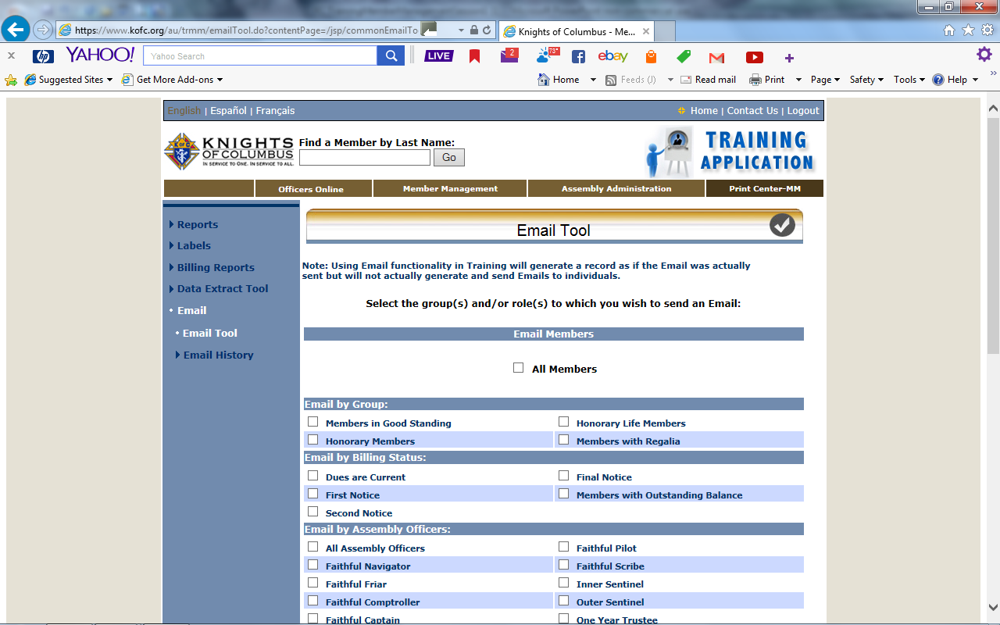 https://www.kofc.org/au/trmm/emailTool.do?contentPage=/jsp/commonEmailTo
Knights of Columbus - Me...
x hp YAHOO! Yahoo Search LIVE 2 73° ebay
Suggested Sites Get More Add-ons Home Feeds (J) Read mail Print Page Safety Tools Help
English | Español | Français Home | Contact Us | Logout
KNIGHTS OF COLUMBUS
IN SERVICE TO ONE. IN SERVICE TO ALL.
Find a Member by Last Name:
Go
TRAINING
APPLICATION
Officers Online Member Management Assembly Administration Print Center-MM
Reports
Labels
Billing Reports
Data Extract Tool
Email
Email Tool
Email History
Email Tool
Note: Using Email functionality in Training will generate a record as if the Email was actually
sent but will not actually generate and send Emails to individuals.
Select the group(s) and/or role(s) to which you wish to send an Email:
Email Members
All Members
Email by Group:
Members in Good Standing Honorary Life Members
Honorary Members Members with Regalia
Email by Billing Status:
Dues are Current Final Notice
First Notice Members with Outstanding Balance
Second Notice
Email by Assembly Officers:
All Assembly Officers Faithful Pilot
Faithful Navigator Faithful Scribe
Faithful Friar Inner Sentinel
Faithful Comptroller Outer Sentinel
Faithful Captain One Year Trustee